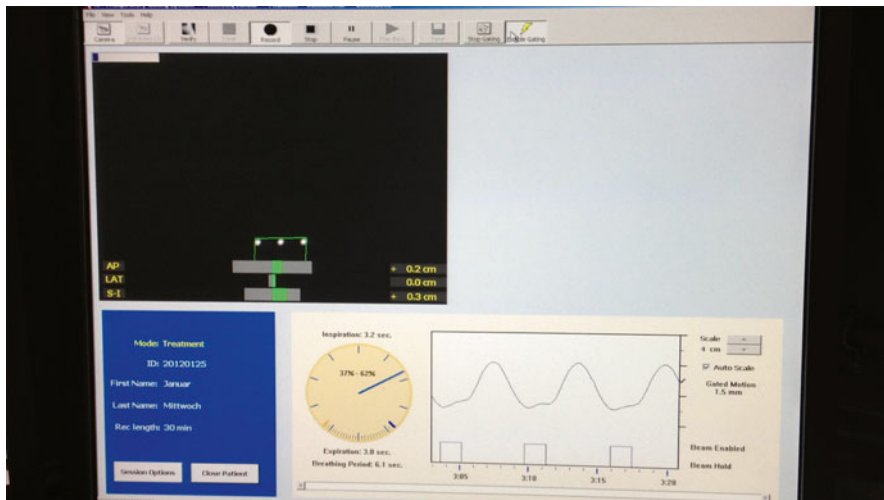 File View Tools Help
Camera Verify Record Stop Pause Play Back Stop Gating Enable Gating
AP + 0.2 cm
LAT 0.0 cm
S-I + 0.3 cm
Mode: Treatment
ID: 20120125
First Name: Januar
Last Name: Mittwoch
Rec length: 30 min
Session Options Close Patient
Inspiration: 3.2 sec.
37% - 62%
Expiration: 3.0 sec.
Breathing Period: 6.1 sec.
Scale
4 cm
Auto Scale
Gated Motion
1.5 mm
Beam Enabled
Beam Hold
3:05 3:10 3:15 3:20